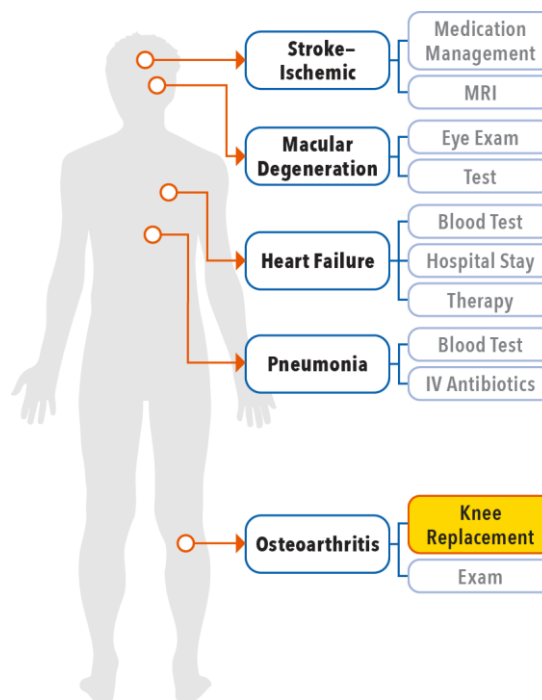 Stroke–
Ischemic
Medication
Management
MRI
Macular
Degeneration
Eye Exam
Test
Heart Failure
Blood Test
Hospital Stay
Therapy
Pneumonia
Blood Test
IV Antibiotics
Osteoarthritis
Knee
Replacement
Exam